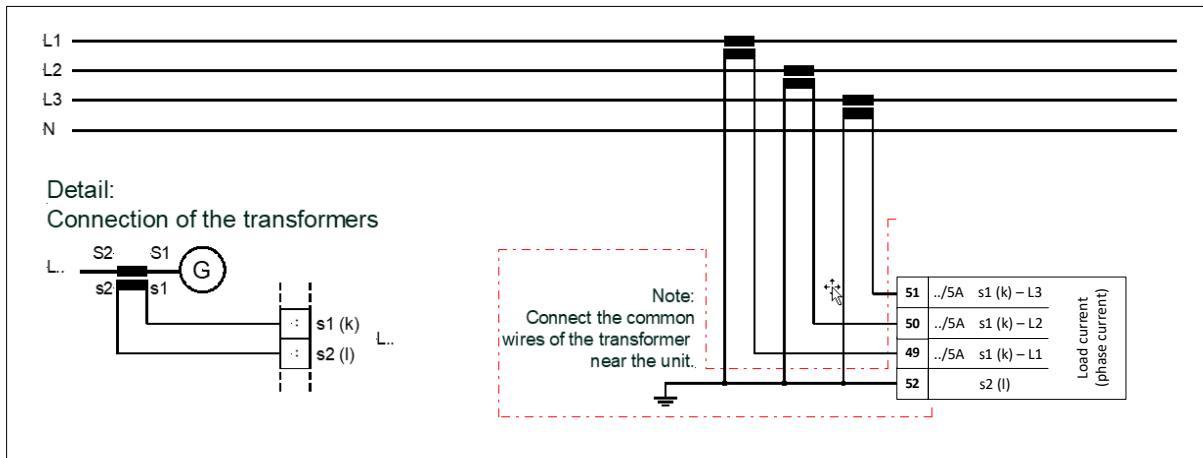 L1
L2
L3
N
Detail:
Connection of the transformers
S2 S1
L.. G
s2 s1
s1 (k)
s2 (l)
L..
Note:
Connect the common
wires of the transformer
near the unit.
51 ../5A s1 (k) – L3
50 ../5A s1 (k) – L2
49 ../5A s1 (k) – L1
52 s2 (l)
Load current
(phase current)